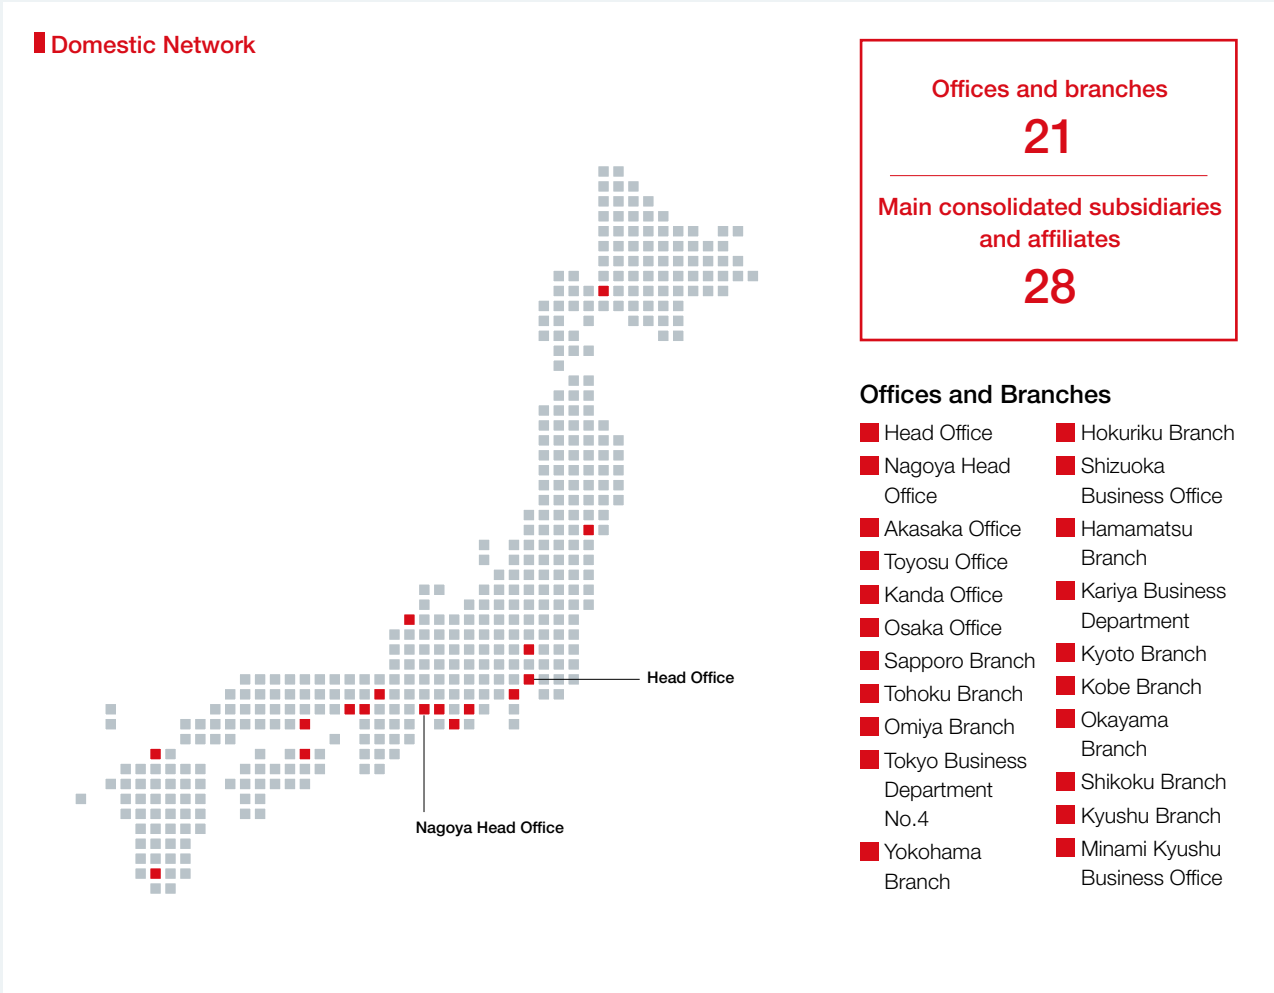 Domestic Network
Offices and branches
21
Main consolidated subsidiaries
and affiliates
28
Head Office
Nagoya Head Office
Offices and Branches
Head Office
Nagoya Head
Office
Akasaka Office
Toyosu Office
Kanda Office
Osaka Office
Sapporo Branch
Tohoku Branch
Omiya Branch
Tokyo Business
Department
No.4
Yokohama
Branch
Hokuriku Branch
Shizuoka
Business Office
Hamamatsu
Branch
Kariya Business
Department
Kyoto Branch
Kobe Branch
Okayama
Branch
Shikoku Branch
Kyushu Branch
Minami Kyushu
Business Office